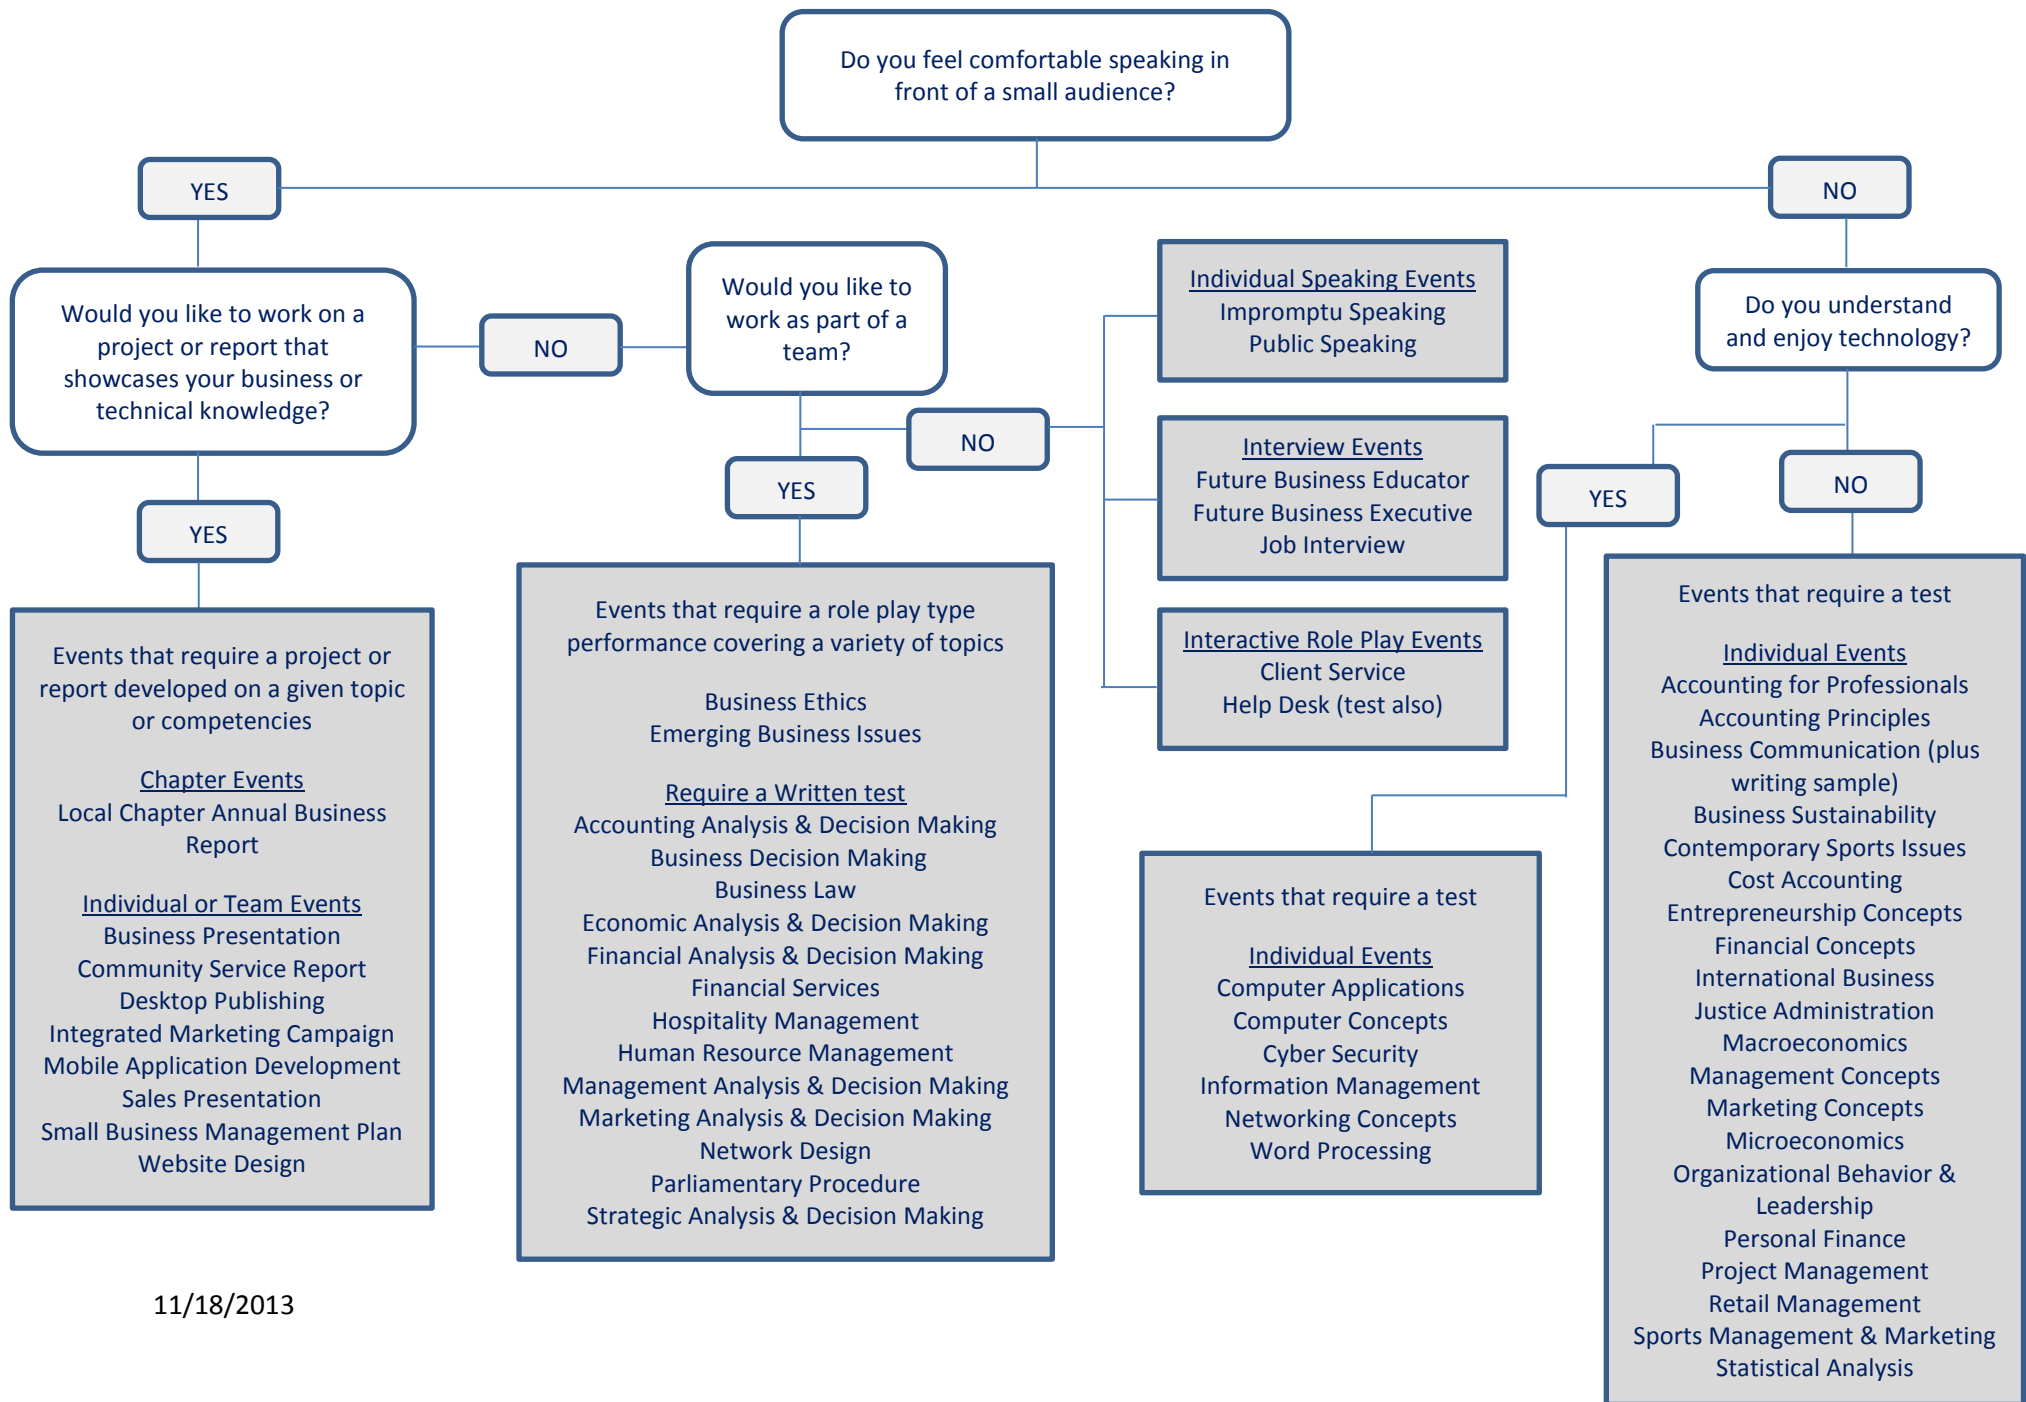 Do you feel comfortable speaking in
front of a small audience?
YES
NO
Would you like to work on a
project or report that
showcases your business or
technical knowledge?
NO
Would you like to
work as part of a
team?
NO
YES
YES
Individual Speaking Events
Impromptu Speaking
Public Speaking
Interview Events
Future Business Educator
Future Business Executive
Job Interview
Interactive Role Play Events
Client Service
Help Desk (test also)
Do you understand
and enjoy technology?
YES
NO
Events that require a project or
report developed on a given topic
or competencies
Chapter Events
Local Chapter Annual Business
Report
Individual or Team Events
Business Presentation
Community Service Report
Desktop Publishing
Integrated Marketing Campaign
Mobile Application Development
Sales Presentation
Small Business Management Plan
Website Design
Events that require a role play type
performance covering a variety of topics
Business Ethics
Emerging Business Issues
Require a Written test
Accounting Analysis & Decision Making
Business Decision Making
Business Law
Economic Analysis & Decision Making
Financial Analysis & Decision Making
Financial Services
Hospitality Management
Human Resource Management
Management Analysis & Decision Making
Marketing Analysis & Decision Making
Network Design
Parliamentary Procedure
Strategic Analysis & Decision Making
Events that require a test
Individual Events
Computer Applications
Computer Concepts
Cyber Security
Information Management
Networking Concepts
Word Processing
Events that require a test
Individual Events
Accounting for Professionals
Accounting Principles
Business Communication (plus
writing sample)
Business Sustainability
Contemporary Sports Issues
Cost Accounting
Entrepreneurship Concepts
Financial Concepts
International Business
Justice Administration
Macroeconomics
Management Concepts
Marketing Concepts
Microeconomics
Organizational Behavior &
Leadership
Personal Finance
Project Management
Retail Management
Sports Management & Marketing
Statistical Analysis
11/18/2013